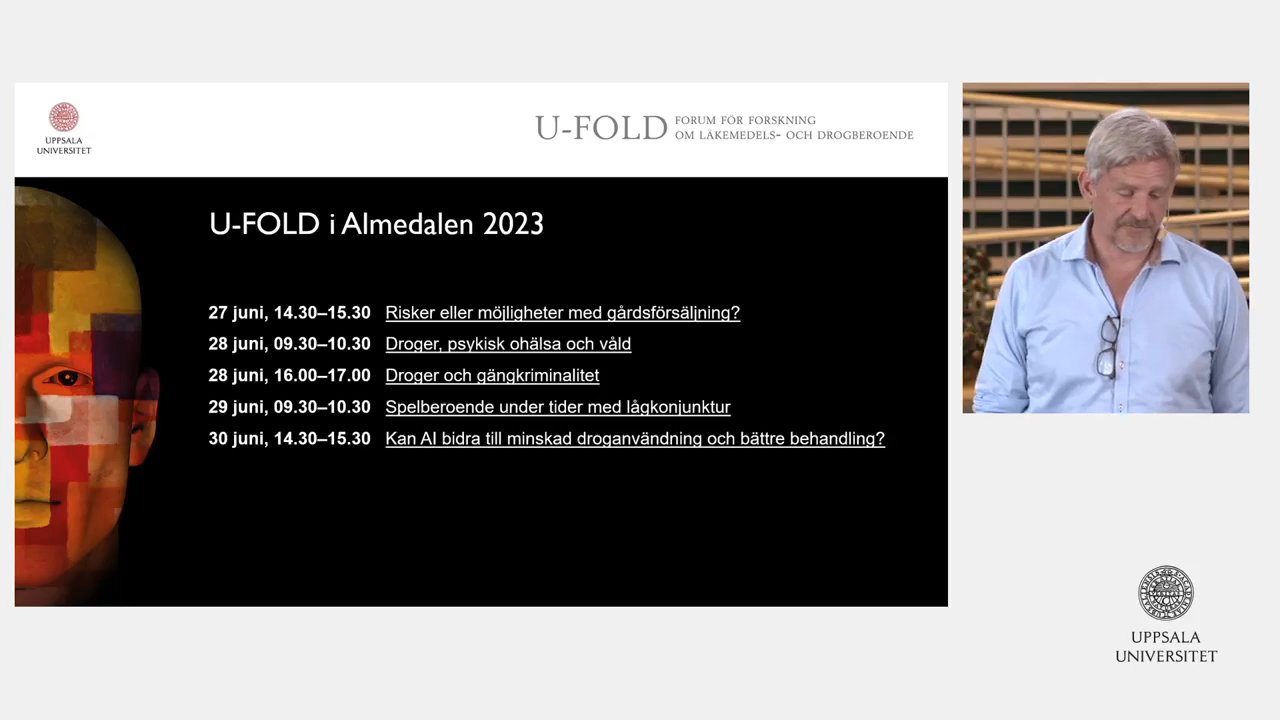 UPPSALA
UNIVERSITET
U-FOLD
FORUM FÖR FORSKNING
OM LÄKEMEDELS- OCH DROGBEROENDE
U-FOLD i Almedalen 2023
27 juni, 14.30–15.30 Risker eller möjligheter med gårdsförsäljning?
28 juni, 09.30–10.30 Droger, psykisk ohälsa och våld
28 juni, 16.00–17.00 Droger och gängkriminalitet
29 juni, 09.30–10.30 Spelberoende under tider med lågkonjunktur
30 juni, 14.30–15.30 Kan AI bidra till minskad droganvändning och bättre behandling?
UPPSALA
UNIVERSITET